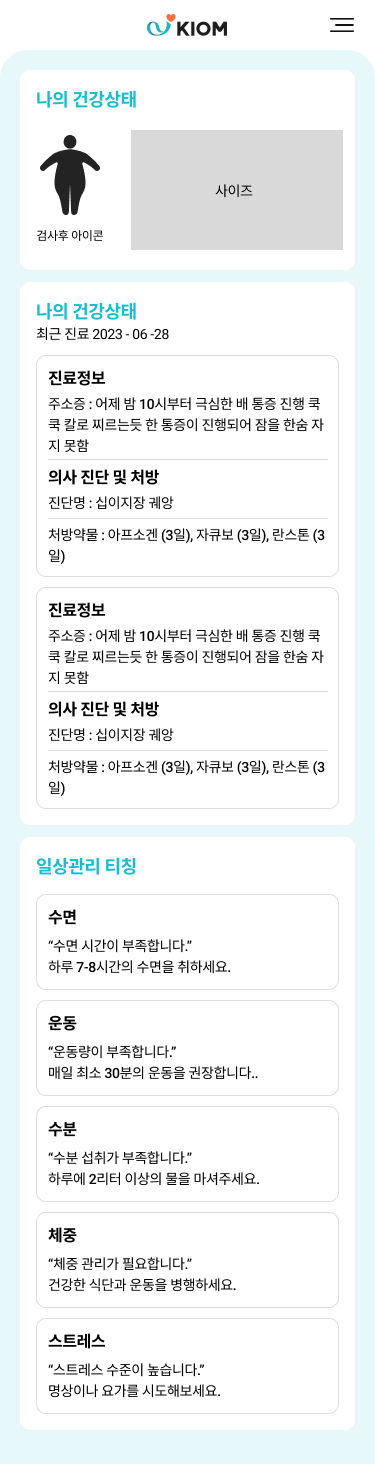 KIOM
나의 건강상태
사이즈
검사후 아이콘
나의 건강상태
최근 진료 2023 - 06 -28
진료정보
주소증 : 어제 밤 10시부터 극심한 배 통증 진행 쿡
쿡 칼로 찌르는듯 한 통증이 진행되어 잠을 한숨 자
지 못함
의사 진단 및 처방
진단명 : 십이지장 궤앙
처방약물 : 아프소겐 (3일), 자큐보 (3일), 란스톤 (3
일)
진료정보
주소증 : 어제 밤 10시부터 극심한 배 통증 진행 쿡
쿡 칼로 찌르는듯 한 통증이 진행되어 잠을 한숨 자
지 못함
의사 진단 및 처방
진단명 : 십이지장 궤앙
처방약물 : 아프소겐 (3일), 자큐보 (3일), 란스톤 (3
일)
일상관리 티칭
수면
“수면 시간이 부족합니다.”
하루 7-8시간의 수면을 취하세요.
운동
“운동량이 부족합니다.”
매일 최소 30분의 운동을 권장합니다..
수분
“수분 섭취가 부족합니다.”
하루에 2리터 이상의 물을 마셔주세요.
체중
“체중 관리가 필요합니다.”
건강한 식단과 운동을 병행하세요.
스트레스
“스트레스 수준이 높습니다.”
명상이나 요가를 시도해보세요.